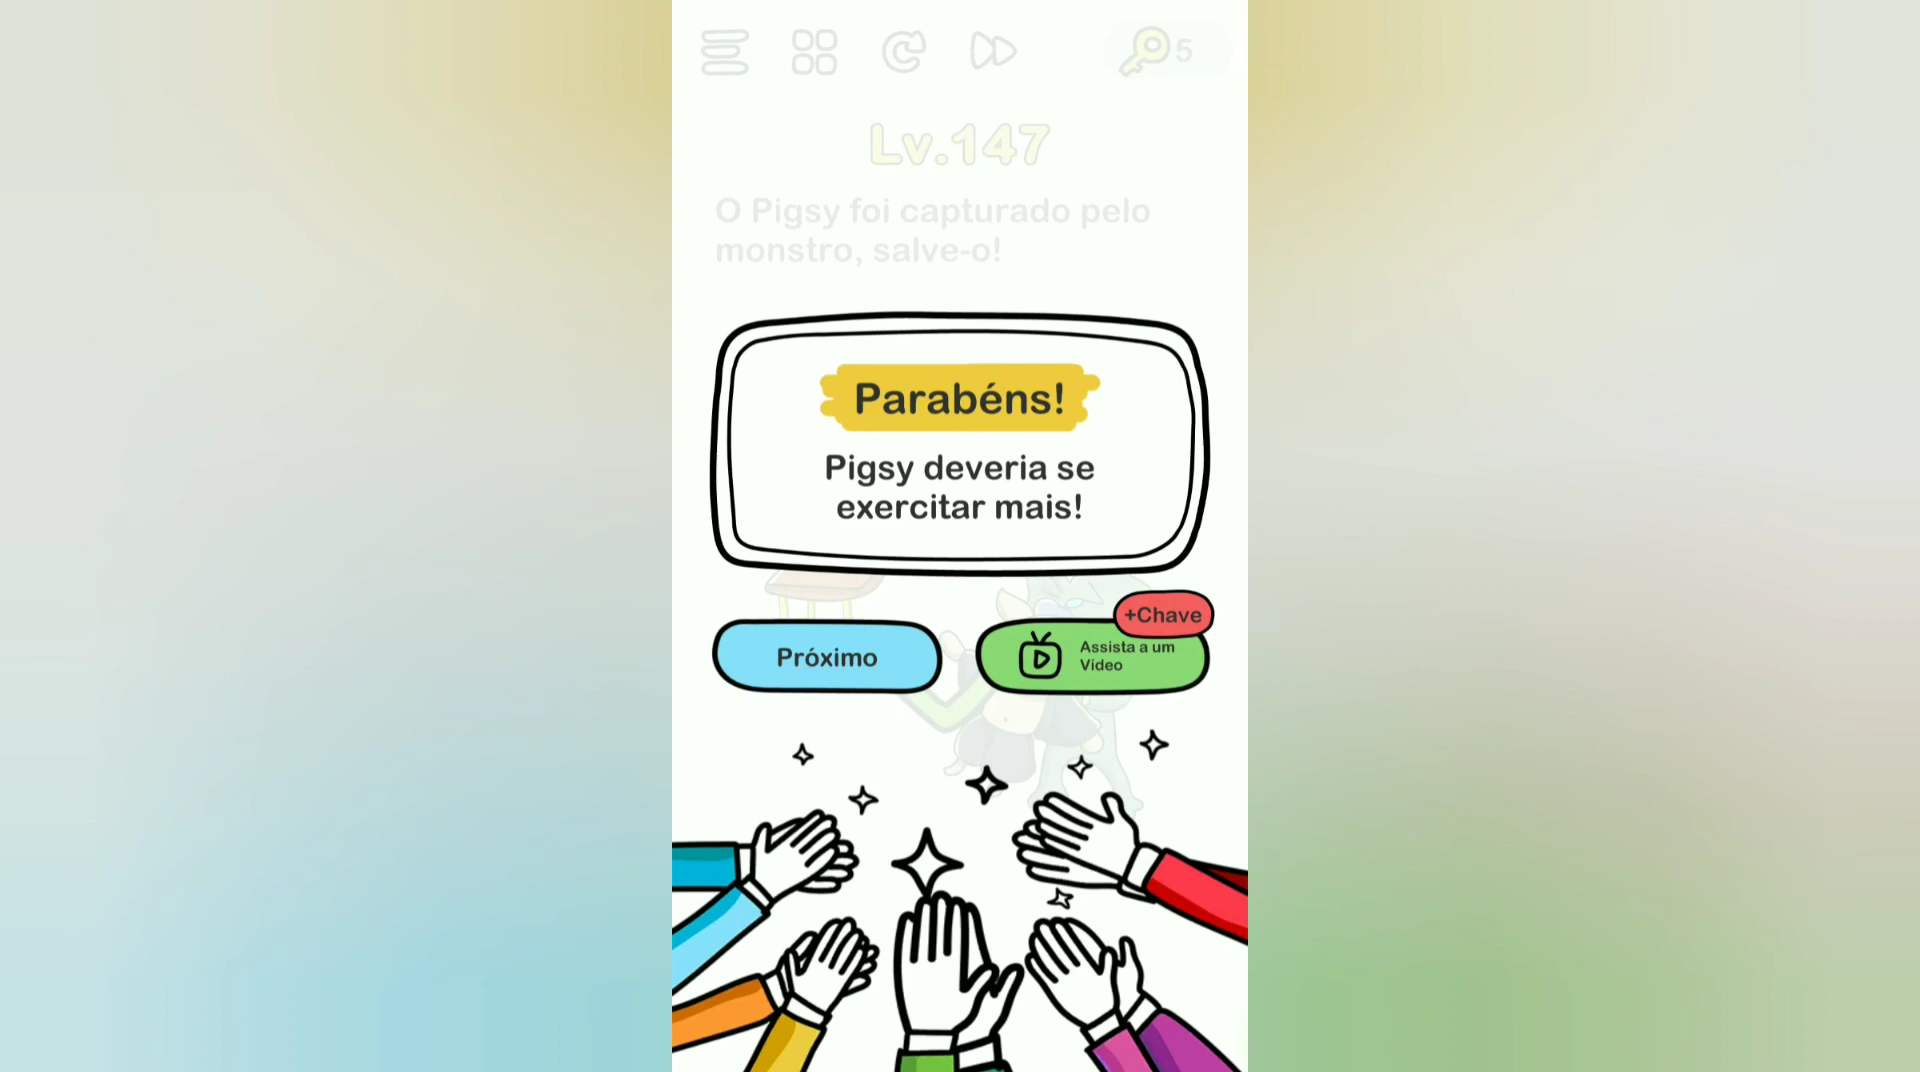 5
Lv.147
O Pigsy foi capturado pelo
monstro, salve-o!
Parabéns!
Pigsy deveria se
exercitar mais!
+Chave
Próximo
Assista a um
Vídeo